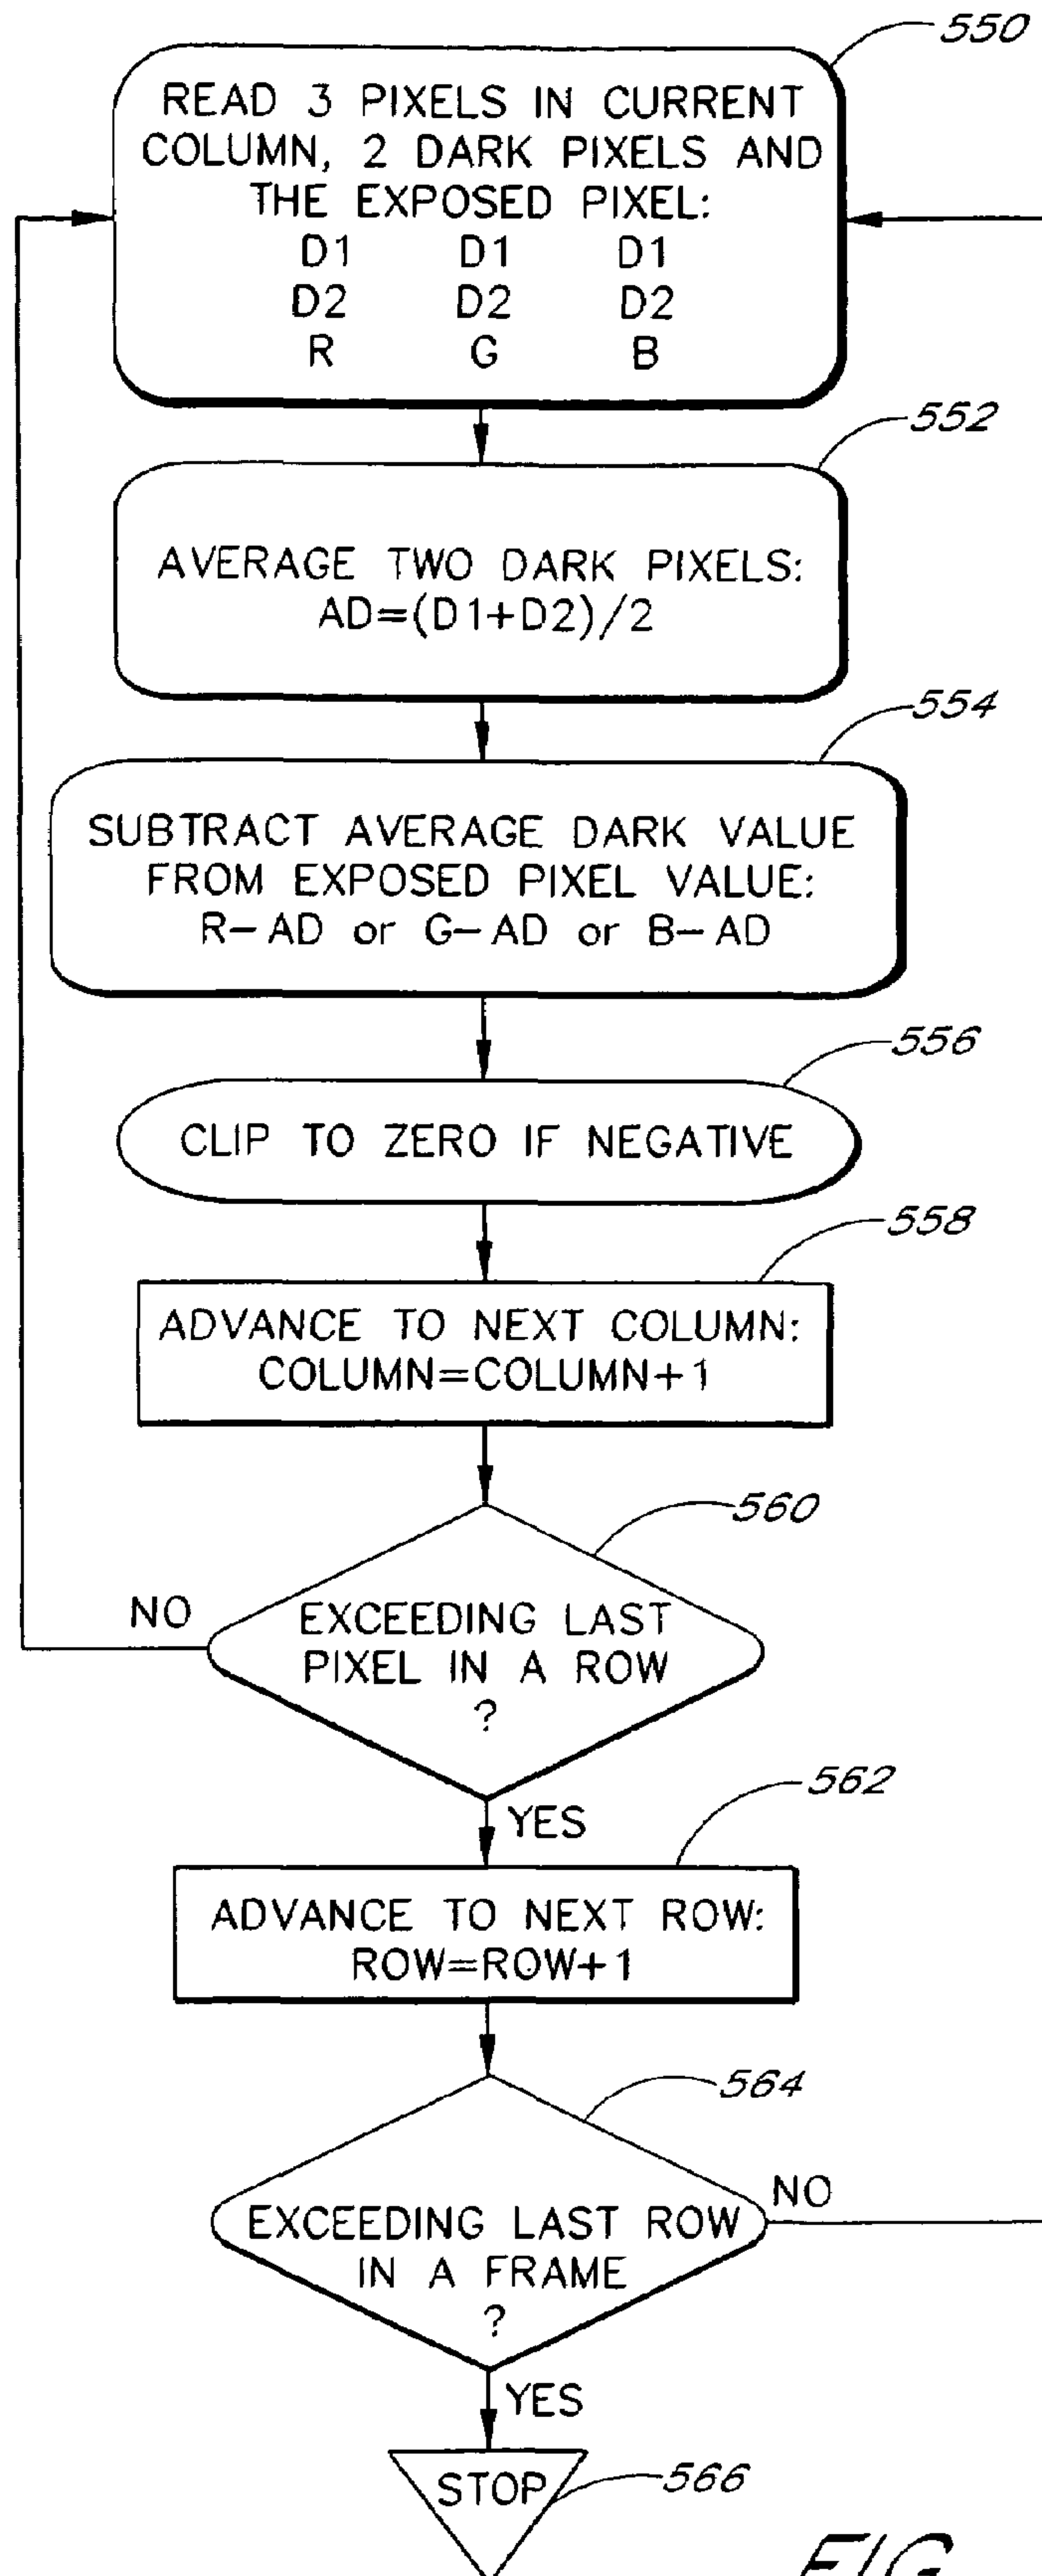 550
READ 3 PIXELS IN CURRENT
COLUMN, 2 DARK PIXELS AND
THE EXPOSED PIXEL:
D1 D1 D1
D2 D2 D2
R G B
552
AVERAGE TWO DARK PIXELS:
AD=(D1+D2)/2
554
SUBTRACT AVERAGE DARK VALUE
FROM EXPOSED PIXEL VALUE:
R-AD or G-AD or B-AD
556
CLIP TO ZERO IF NEGATIVE
558
ADVANCE TO NEXT COLUMN:
COLUMN=COLUMN+1
560
NO
EXCEEDING LAST
PIXEL IN A ROW
?
YES
562
ADVANCE TO NEXT ROW:
ROW=ROW+1
564
NO
EXCEEDING LAST ROW
IN A FRAME
?
YES
STOP
566
FIG